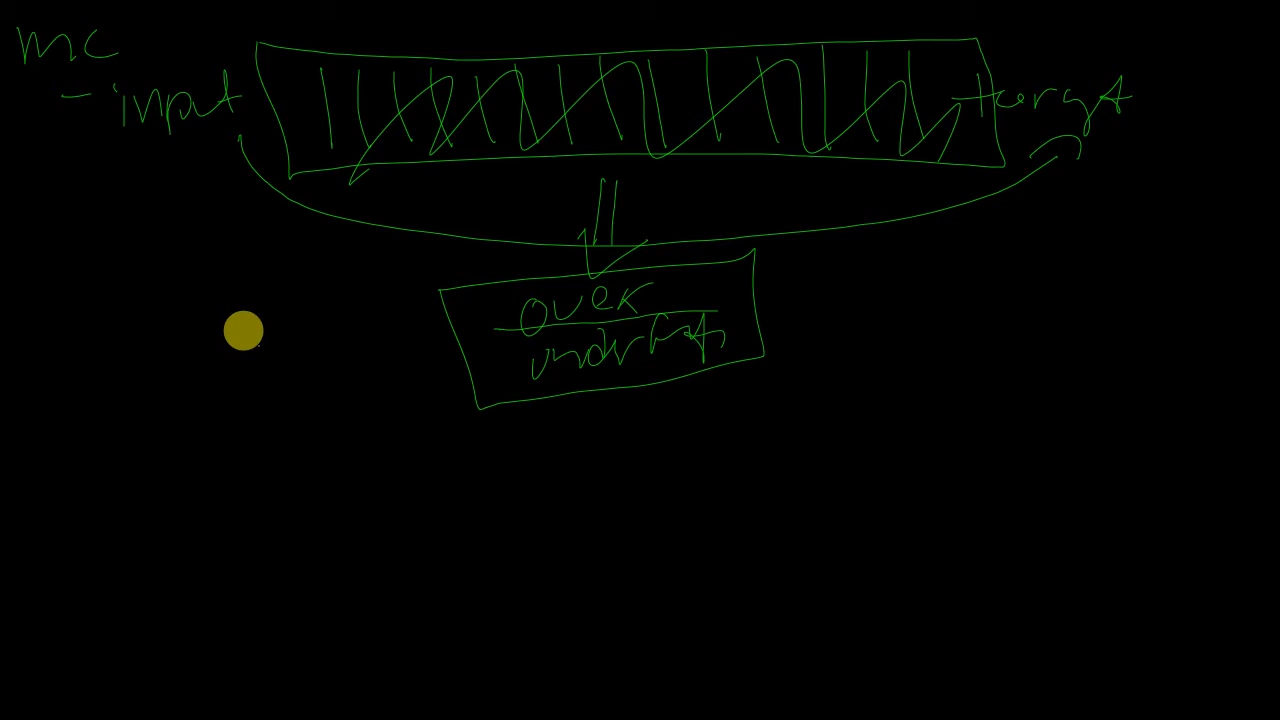 mc
- input
target
over
underfit